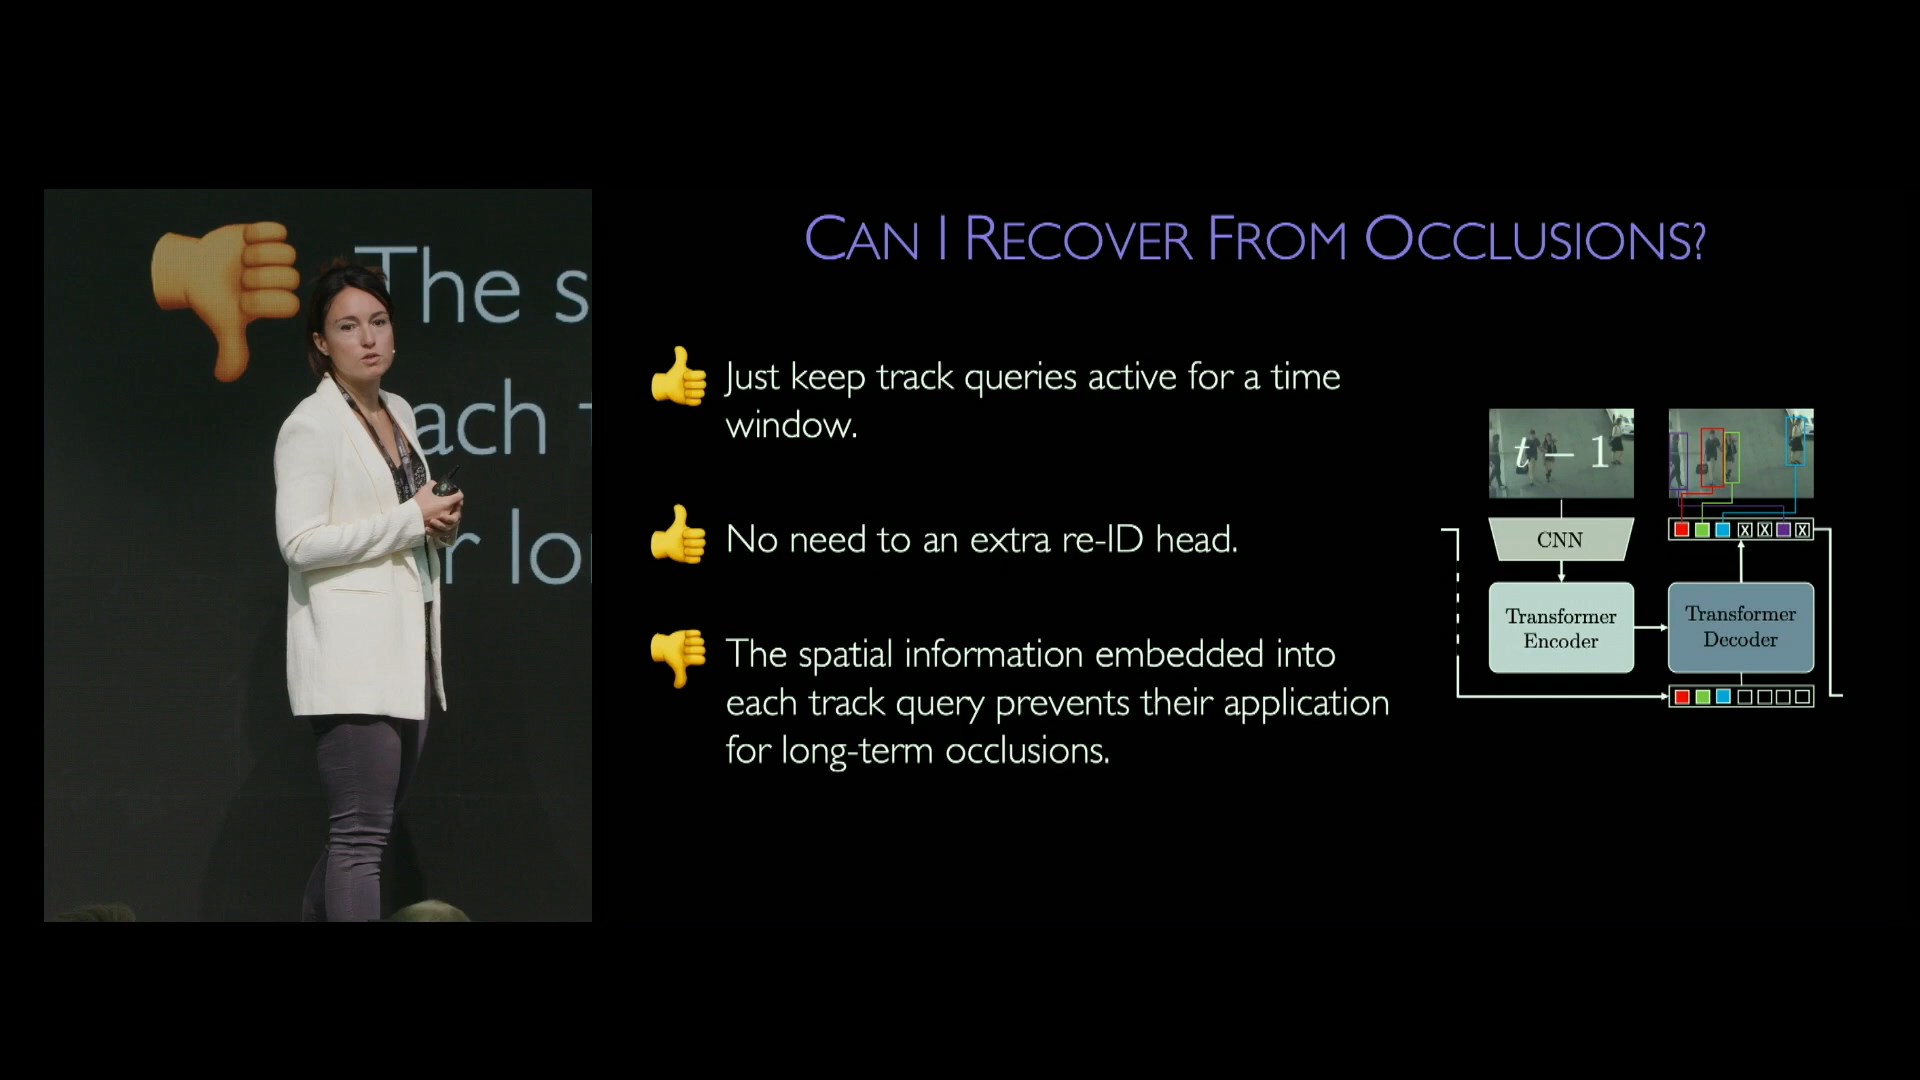 The s
ach
r lo
CAN I RECOVER FROM OCCLUSIONS?
Just keep track queries active for a time
window.
No need to an extra re-ID head.
The spatial information embedded into
each track query prevents their application
for long-term occlusions.
t − 1
CNN
Transformer
Encoder
Transformer
Decoder
X X X